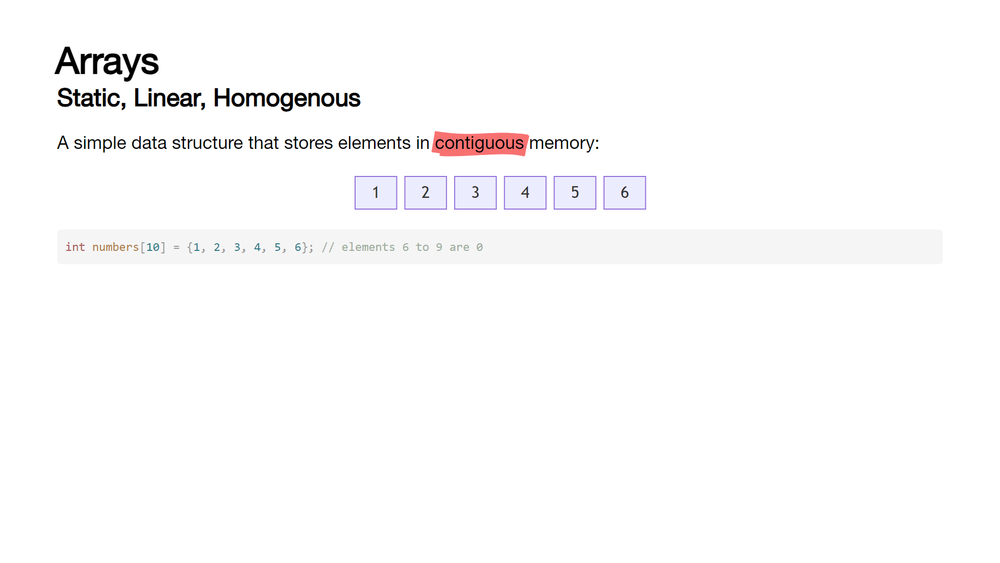 Arrays
Static, Linear, Homogenous
A simple data structure that stores elements in contiguous memory:
1 2 3 4 5 6
int numbers[10] = {1, 2, 3, 4, 5, 6}; // elements 6 to 9 are 0